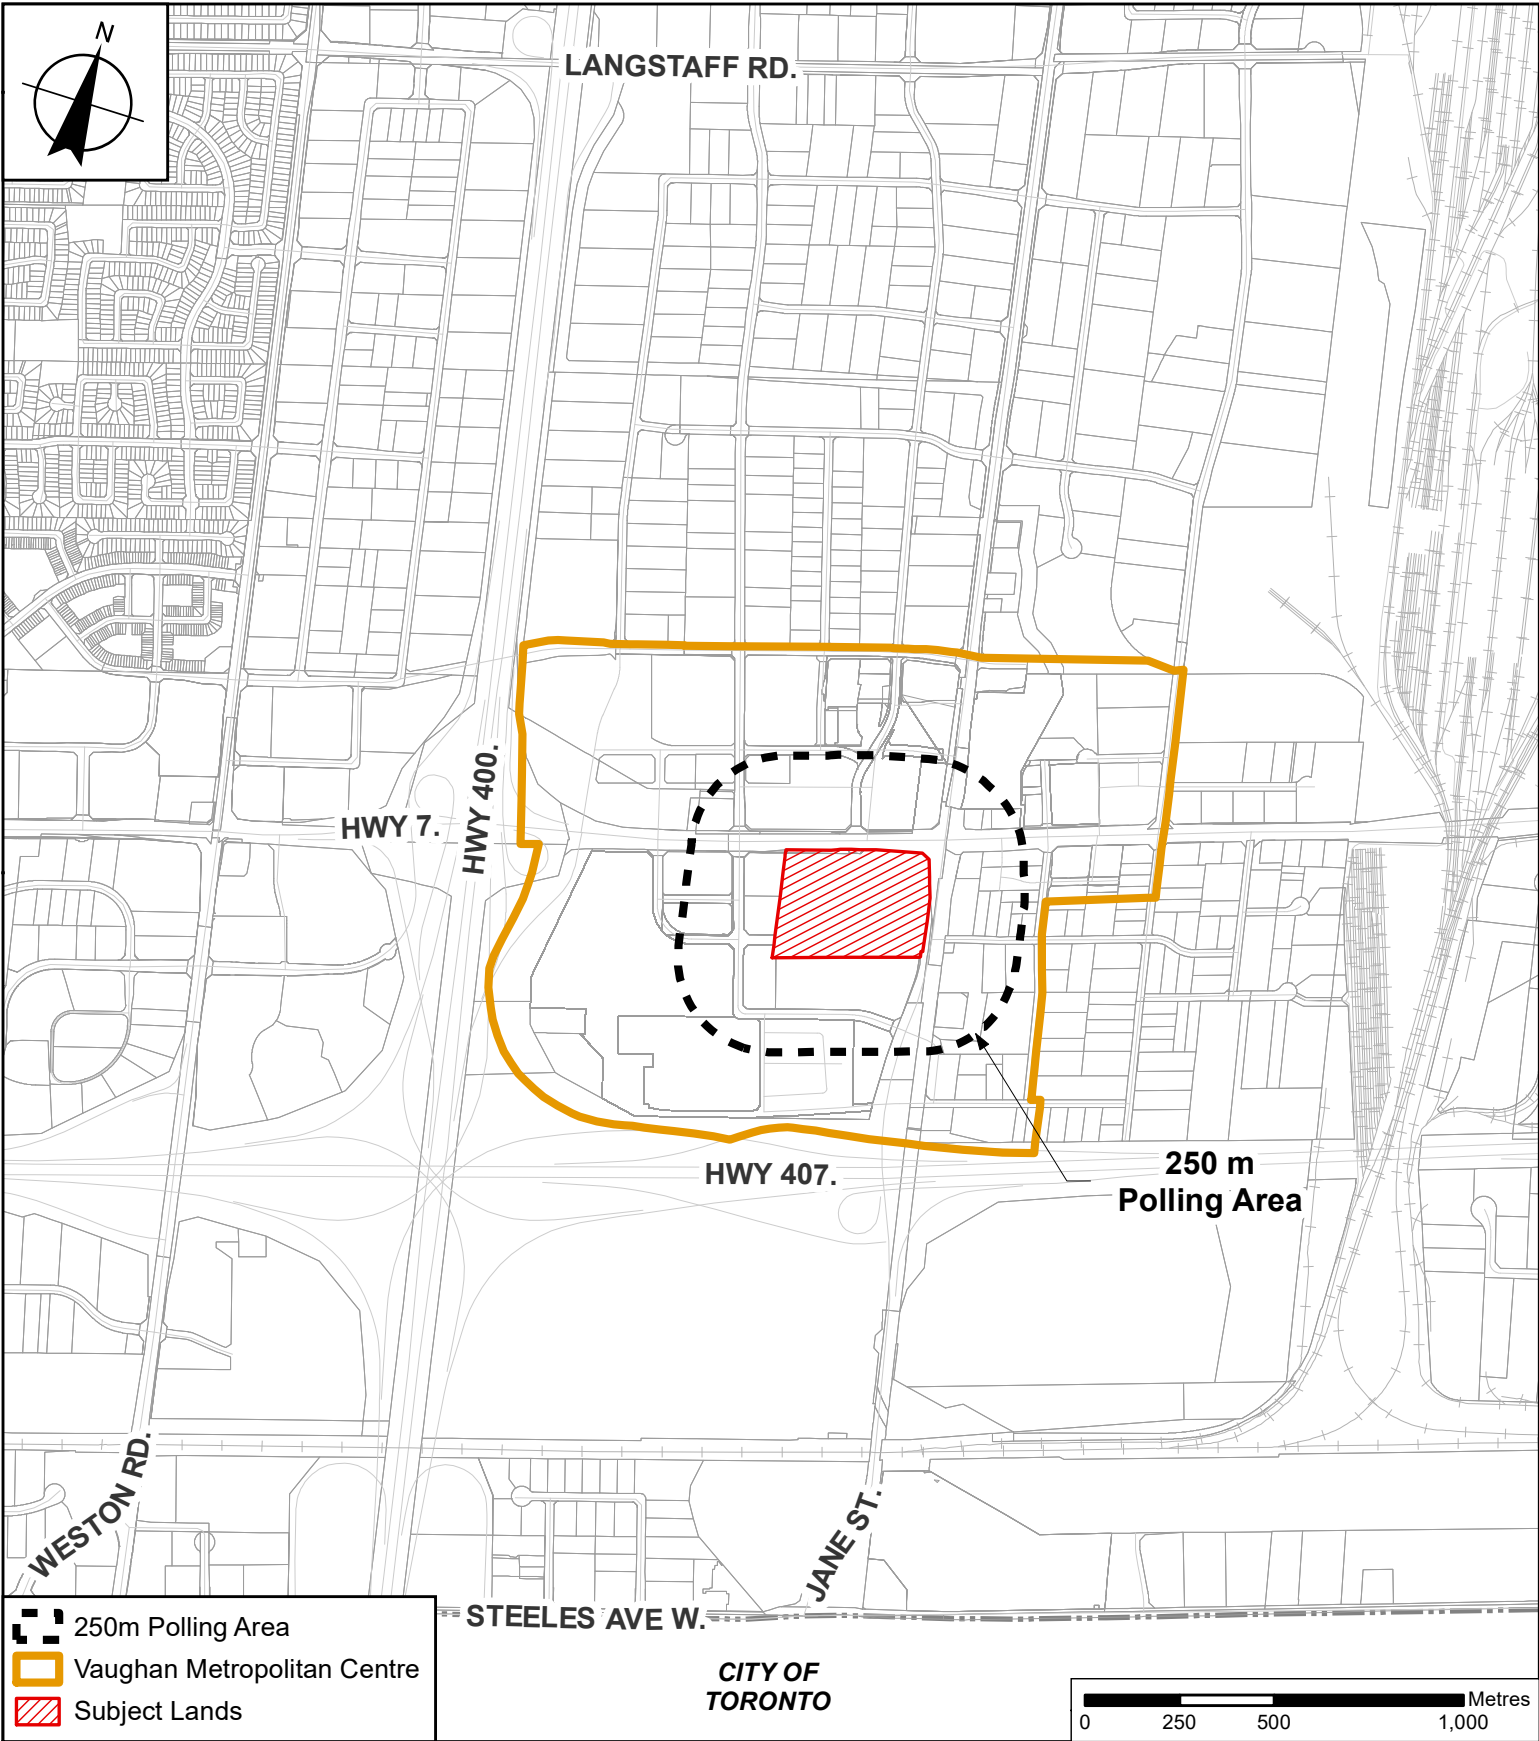 N
LANGSTAFF RD.
HWY 400.
HWY 7.
HWY 407.
250 m
Polling Area
WESTON RD.
JANE ST.
STEELES AVE W.
250m Polling Area
Vaughan Metropolitan Centre
Subject Lands
CITY OF
TORONTO
Metres
0 250 500 1,000